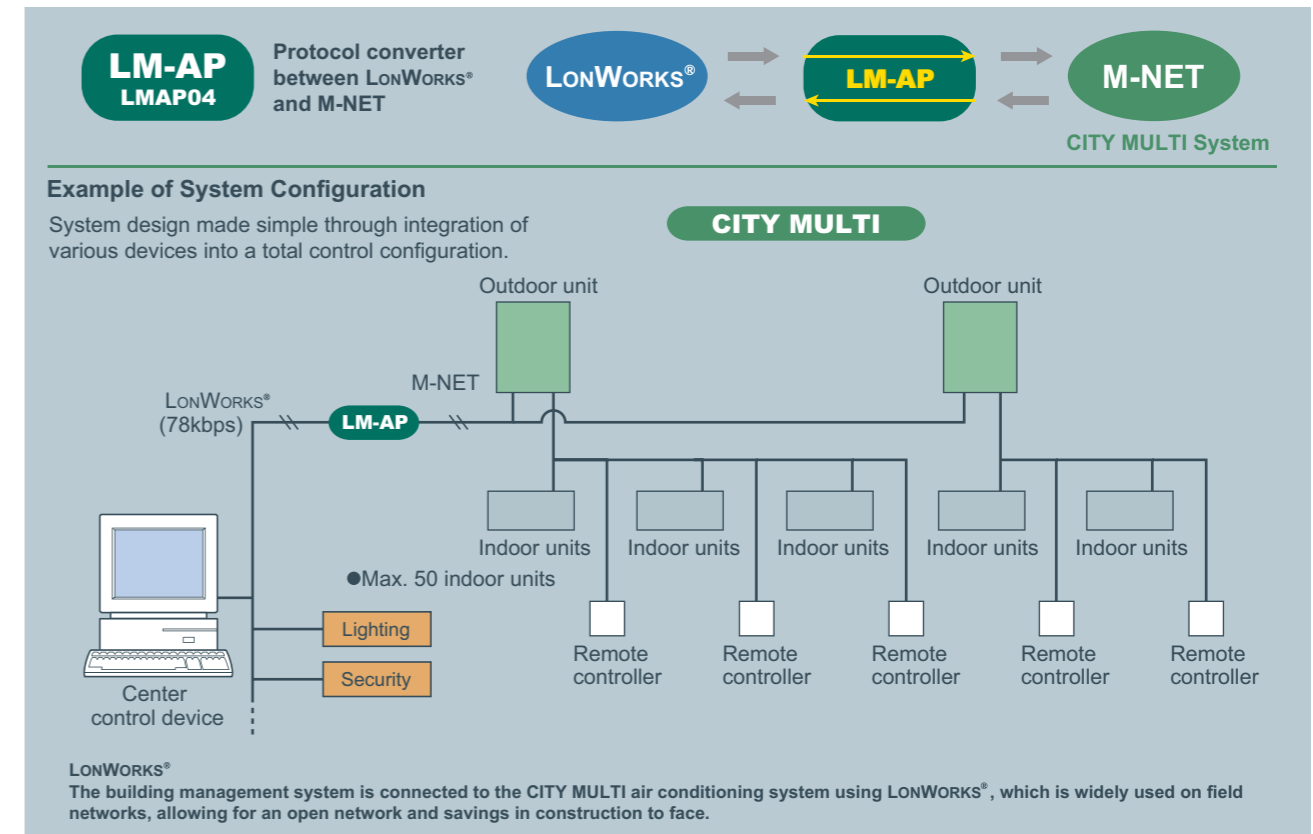 LM-AP
LMAP04
Protocol converter
between LONWORKS®
and M-NET
LONWORKS®
LM-AP
M-NET
CITY MULTI System
Example of System Configuration
System design made simple through integration of
various devices into a total control configuration.
CITY MULTI
Outdoor unit
Outdoor unit
M-NET
LONWORKS®
(78kbps)
LM-AP
Indoor units
Indoor units
Indoor units
Indoor units
Indoor units
●Max. 50 indoor units
Lighting
Security
Center
control device
Remote
controller
Remote
controller
Remote
controller
Remote
controller
Remote
controller
LONWORKS®
The building management system is connected to the CITY MULTI air conditioning system using LONWORKS®, which is widely used on field
networks, allowing for an open network and savings in construction to face.